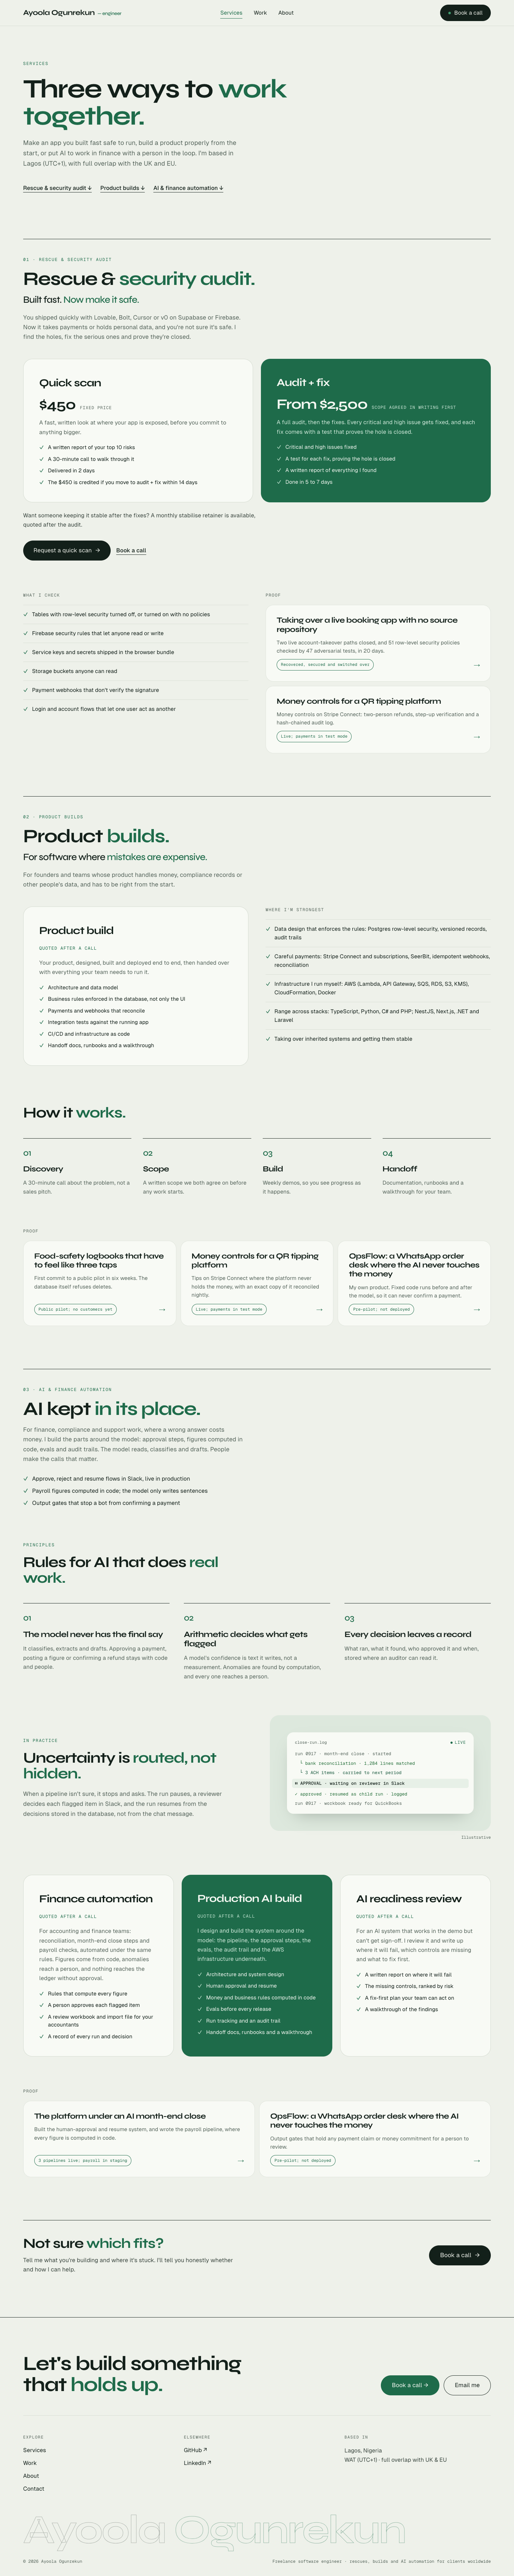 Ayoola Ogunrekun — engineer
Services
Work
About
Book a call
SERVICES
Three ways to work
together.
Make an app you built fast safe to run, build a product properly from the
start, or put AI to work in finance with a person in the loop. I'm based in
Lagos (UTC+1), with full overlap with the UK and EU.
Rescue & security audit ↓
Product builds ↓
AI & finance automation ↓
01 · RESCUE & SECURITY AUDIT
Rescue & security audit.
Built fast. Now make it safe.
You shipped quickly with Lovable, Bolt, Cursor or v0 on Supabase or Firebase.
Now it takes payments or holds personal data, and you're not sure it's safe. I
find the holes, fix the serious ones and prove they're closed.
Quick scan
$450 FIXED PRICE
A fast, written look at where your app is exposed, before you commit to
anything bigger.
✓ A written report of your top 10 risks
✓ A 30-minute call to walk through it
✓ Delivered in 2 days
✓ The $450 is credited if you move to audit + fix within 14 days
Audit + fix
From $2,500 SCOPE AGREED IN WRITING FIRST
A full audit, then the fixes. Every critical and high issue gets fixed, and each
fix comes with a test that proves the hole is closed.
✓ Critical and high issues fixed
✓ A test for each fix, proving the hole is closed
✓ A written report of everything I found
✓ Done in 5 to 7 days
Want someone keeping it stable after the fixes? A monthly stabilise retainer is available,
quoted after the audit.
Request a quick scan →
Book a call
WHAT I CHECK
✓ Tables with row-level security turned off, or turned on with no policies
✓ Firebase security rules that let anyone read or write
✓ Service keys and secrets shipped in the browser bundle
✓ Storage buckets anyone can read
✓ Payment webhooks that don't verify the signature
✓ Login and account flows that let one user act as another
PROOF
Taking over a live booking app with no source
repository
Two live account-takeover paths closed, and 51 row-level security policies
checked by 47 adversarial tests, in 20 days.
Recovered, secured and switched over →
Money controls for a QR tipping platform
Money controls on Stripe Connect: two-person refunds, step-up verification and a
hash-chained audit log.
Live; payments in test mode →
02 · PRODUCT BUILDS
Product builds.
For software where mistakes are expensive.
For founders and teams whose product handles money, compliance records or
other people's data, and has to be right from the start.
Product build
QUOTED AFTER A CALL
Your product, designed, built and deployed end to end, then handed over
with everything your team needs to run it.
✓ Architecture and data model
✓ Business rules enforced in the database, not only the UI
✓ Payments and webhooks that reconcile
✓ Integration tests against the running app
✓ CI/CD and infrastructure as code
✓ Handoff docs, runbooks and a walkthrough
WHERE I'M STRONGEST
✓ Data design that enforces the rules: Postgres row-level security, versioned records,
audit trails
✓ Careful payments: Stripe Connect and subscriptions, SeerBit, idempotent webhooks,
reconciliation
✓ Infrastructure I run myself: AWS (Lambda, API Gateway, SQS, RDS, S3, KMS),
CloudFormation, Docker
✓ Range across stacks: TypeScript, Python, C# and PHP; NestJS, Next.js, .NET and
Laravel
✓ Taking over inherited systems and getting them stable
How it works.
01
Discovery
A 30-minute call about the problem, not a
sales pitch.
02
Scope
A written scope we both agree on before
any work starts.
03
Build
Weekly demos, so you see progress as
it happens.
04
Handoff
Documentation, runbooks and a
walkthrough for your team.
PROOF
Food-safety logbooks that have
to feel like three taps
First commit to a public pilot in six weeks. The
database itself refuses deletes.
Public pilot; no customers yet →
Money controls for a QR tipping
platform
Tips on Stripe Connect where the platform never
holds the money, with an exact copy of it reconciled
nightly.
Live; payments in test mode →
OpsFlow: a WhatsApp order
desk where the AI never touches
the money
My own product. Fixed code runs before and after
the model, so it can never confirm a payment.
Pre-pilot; not deployed →
03 · AI & FINANCE AUTOMATION
AI kept in its place.
For finance, compliance and support work, where a wrong answer costs
money. I build the parts around the model: approval steps, figures computed in
code, evals and audit trails. The model reads, classifies and drafts. People
make the calls that matter.
✓ Approve, reject and resume flows in Slack, live in production
✓ Payroll figures computed in code; the model only writes sentences
✓ Output gates that stop a bot from confirming a payment
PRINCIPLES
Rules for AI that does real
work.
01
The model never has the final say
It classifies, extracts and drafts. Approving a payment,
posting a figure or confirming a refund stays with code
and people.
02
Arithmetic decides what gets
flagged
A model's confidence is text it writes, not a
measurement. Anomalies are found by computation,
and every one reaches a person.
03
Every decision leaves a record
What ran, what it found, who approved it and when,
stored where an auditor can read it.
IN PRACTICE
Uncertainty is routed, not
hidden.
When a pipeline isn't sure, it stops and asks. The run pauses, a reviewer
decides each flagged item in Slack, and the run resumes from the
decisions stored in the database, not from the chat message.
close-run.log
● LIVE
run 0917 · month-end close · started
└ bank reconciliation · 1,284 lines matched
└ 3 ACH items · carried to next period
APPROVAL · waiting on reviewer in Slack
✓ approved · resumed as child run · logged
run 0917 · workbook ready for QuickBooks
Illustrative
Finance automation
QUOTED AFTER A CALL
For accounting and finance teams:
reconciliation, month-end close steps and
payroll checks, automated under the same
rules. Figures come from code, anomalies
reach a person, and nothing reaches the
ledger without approval.
✓ Rules that compute every figure
✓ A person approves each flagged item
✓ A review workbook and import file for your
accountants
✓ A record of every run and decision
Production AI build
QUOTED AFTER A CALL
I design and build the system around the
model: the pipeline, the approval steps, the
evals, the audit trail and the AWS
infrastructure underneath.
✓ Architecture and system design
✓ Human approval and resume
✓ Money and business rules computed in code
✓ Evals before every release
✓ Run tracking and an audit trail
✓ Handoff docs, runbooks and a walkthrough
AI readiness review
QUOTED AFTER A CALL
For an AI system that works in the demo but
can't get sign-off. I review it and write up
where it will fail, which controls are missing
and what to fix first.
✓ A written report on where it will fail
✓ The missing controls, ranked by risk
✓ A fix-first plan your team can act on
✓ A walkthrough of the findings
PROOF
The platform under an AI month-end close
Built the human-approval and resume system, and wrote the payroll pipeline, where
every figure is computed in code.
3 pipelines live; payroll in staging →
OpsFlow: a WhatsApp order desk where the AI
never touches the money
Output gates that hold any payment claim or money commitment for a person to
review.
Pre-pilot; not deployed →
Not sure which fits?
Tell me what you're building and where it's stuck. I'll tell you honestly whether
and how I can help.
Book a call →
Let's build something
that holds up.
Book a call →
Email me
EXPLORE
Services
Work
About
Contact
ELSEWHERE
GitHub ↗
LinkedIn ↗
BASED IN
Lagos, Nigeria
WAT (UTC+1) · full overlap with UK & EU
Ayoola Ogunrekun
© 2026 Ayoola Ogunrekun
Freelance software engineer · rescues, builds and AI automation for clients worldwide